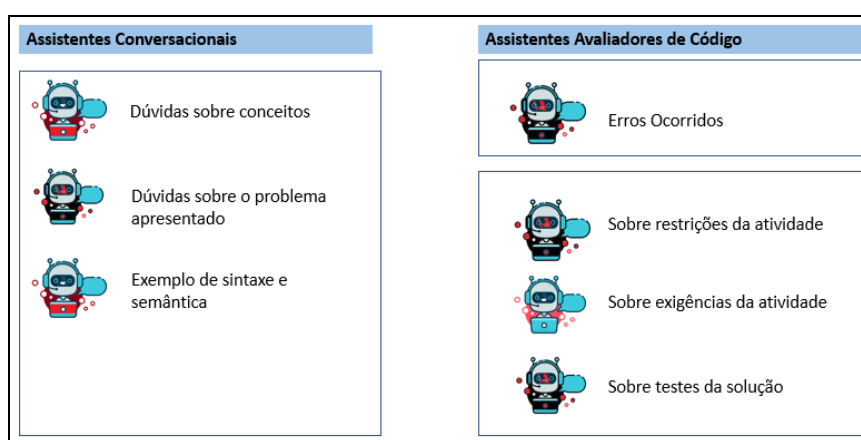 Assistentes Conversacionais
Dúvidas sobre conceitos
Dúvidas sobre o problema
apresentado
Exemplo de sintaxe e
semântica
Assistentes Avaliadores de Código
Erros Ocorridos
Sobre restrições da atividade
Sobre exigências da atividade
Sobre testes da solução